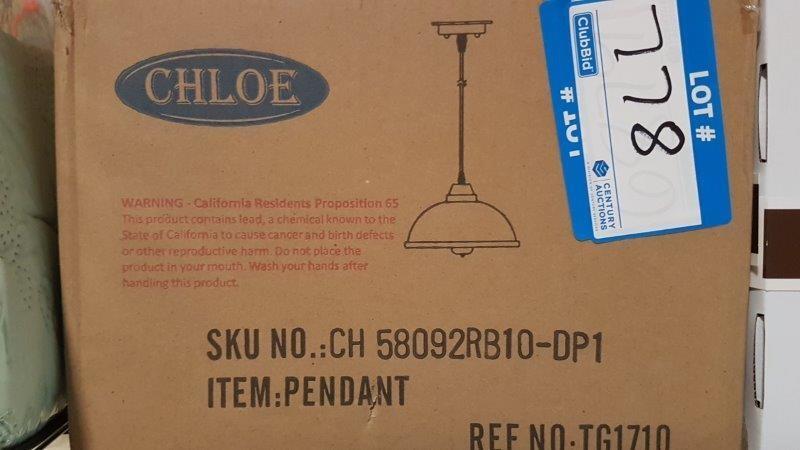 CHLOE
WARNING - California Residents Proposition 65
This product contains lead, a chemical known to the
State of California to cause cancer and birth defects
or other reproductive harm. Do not place the
product in your mouth. Wash your hands after
handling this product.
SKU NO.:CH 58092RB10-DP1
ITEM:PENDANT
REF NO:TG1710
ClubBid
LOT #
778
LOT #
CENTURY
AUCTIONS